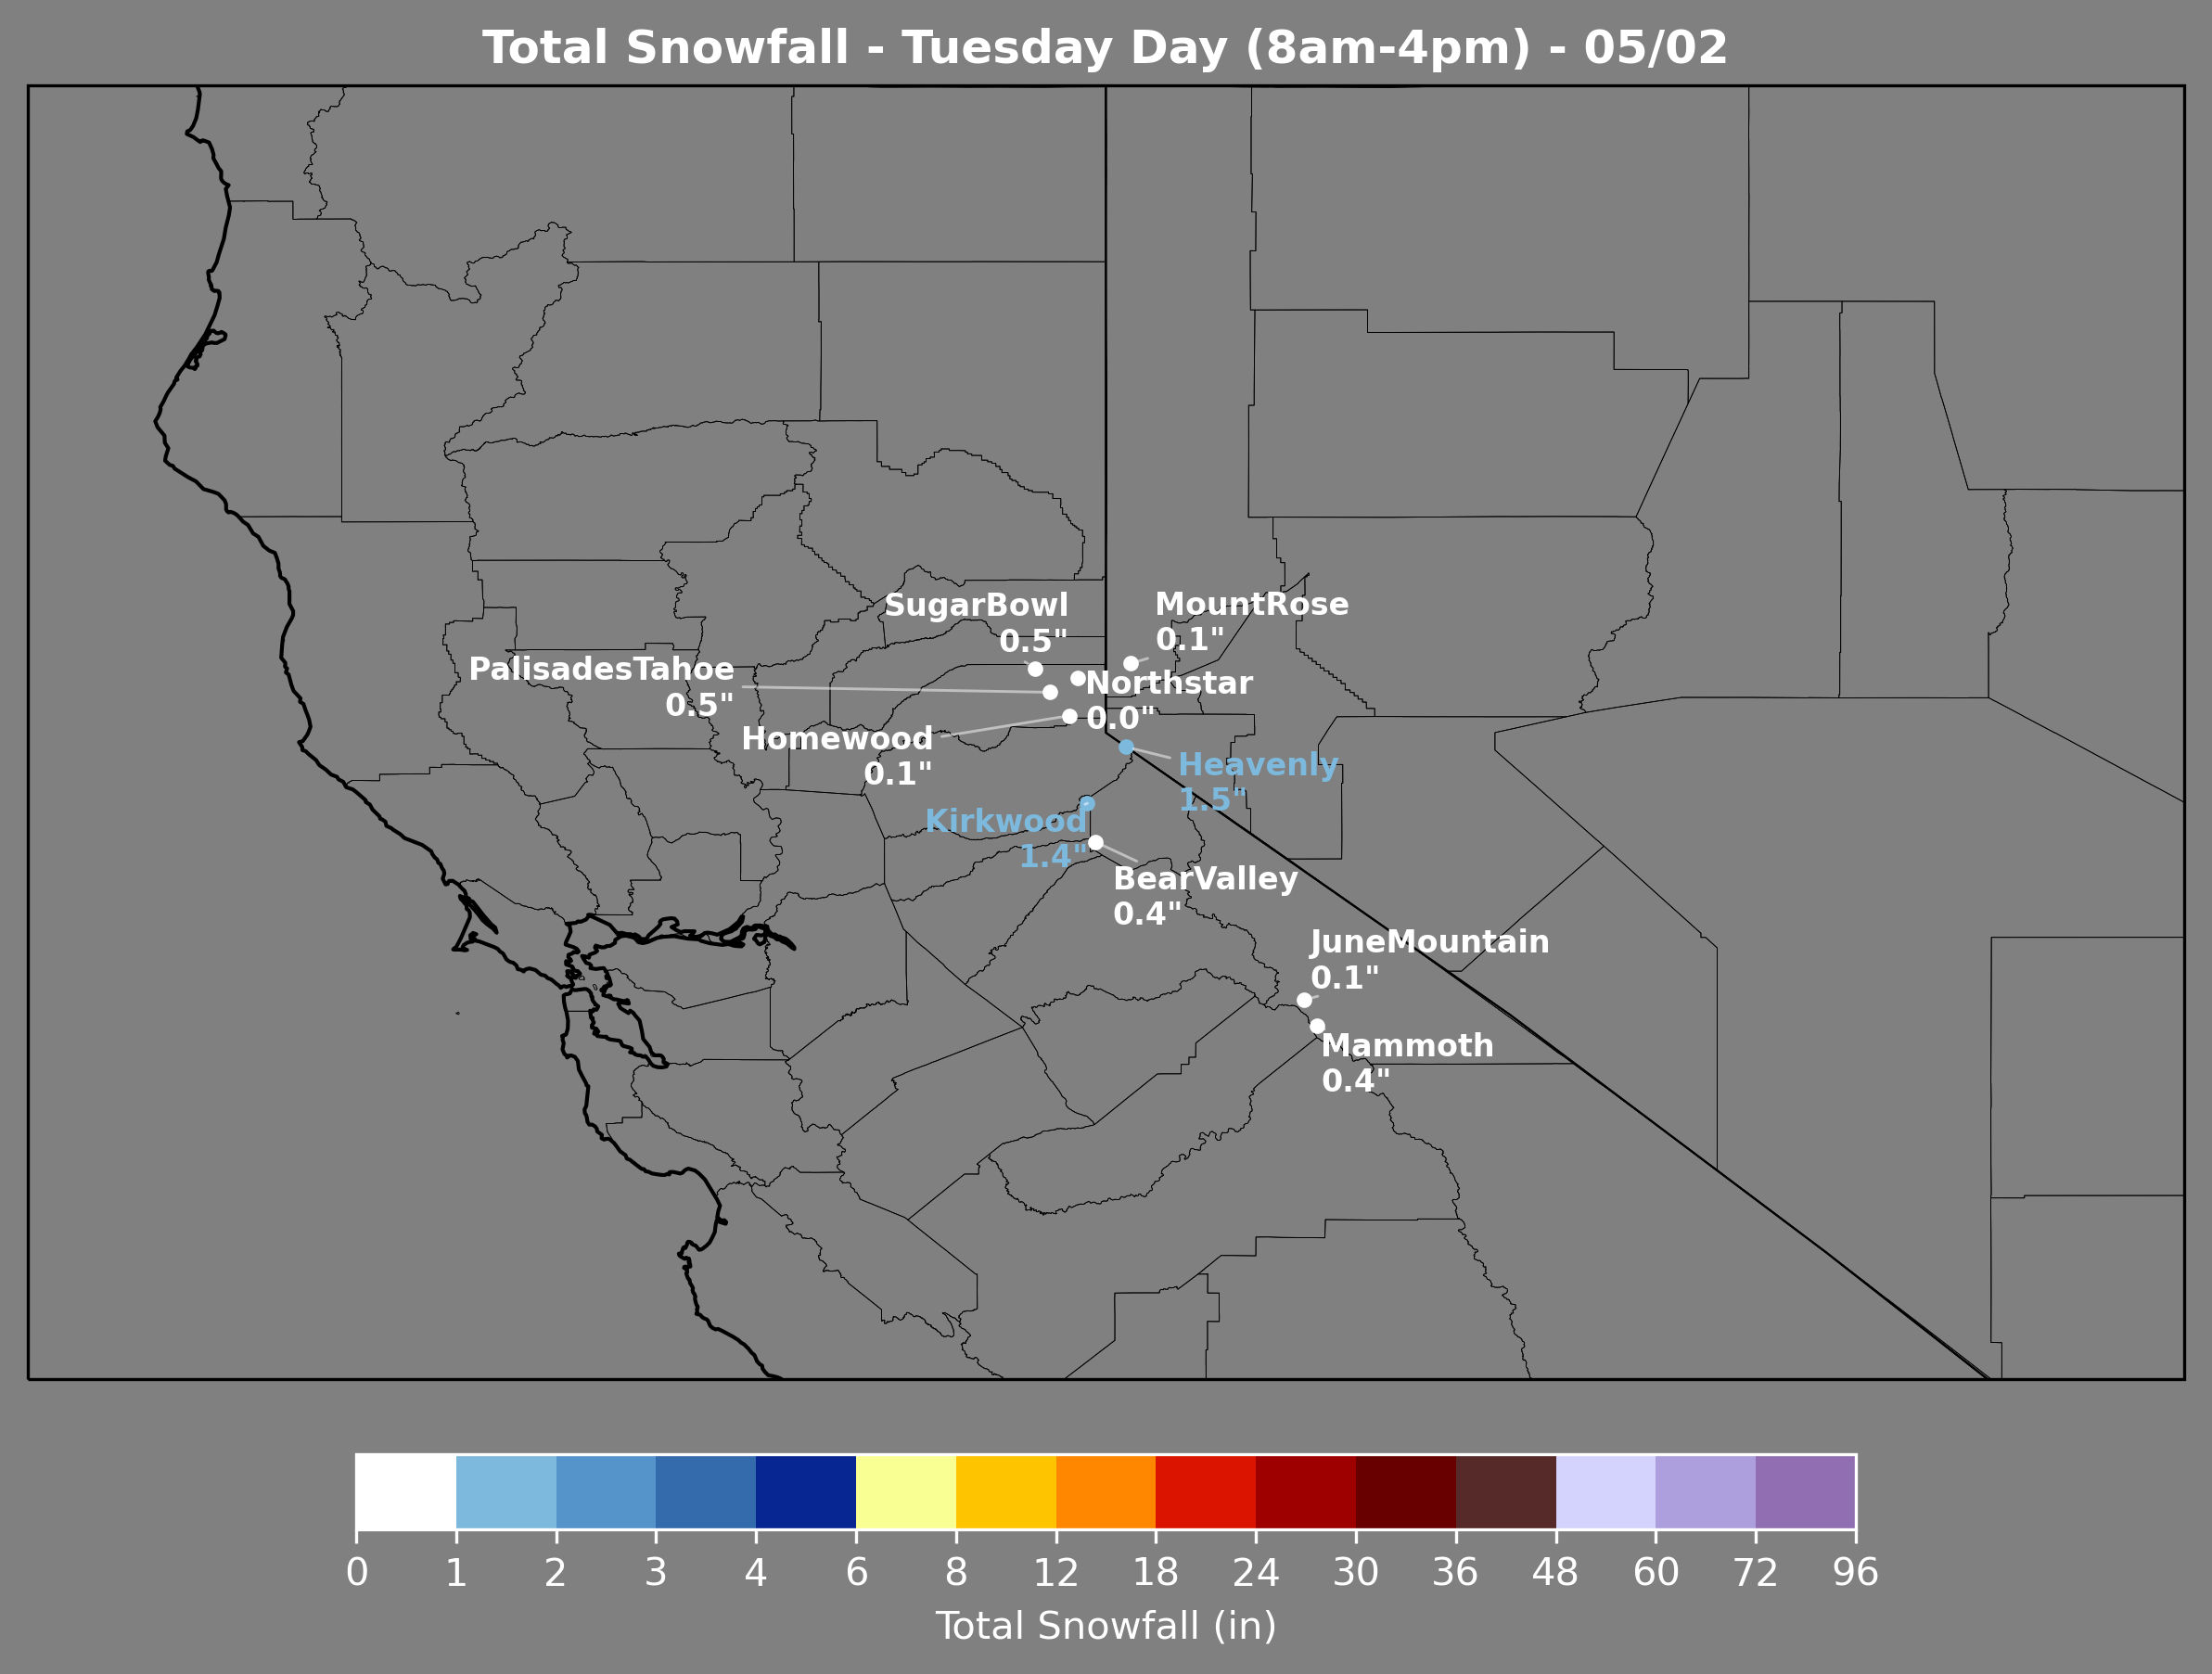 Total Snowfall - Tuesday Day (8am-4pm) - 05/02
SugarBowl
0.5"
MountRose
0.1"
PalisadesTahoe
0.5"
Northstar
0.0"
Homewood
0.1"
Heavenly
1.5"
Kirkwood
1.4"
BearValley
0.4"
JuneMountain
0.1"
Mammoth
0.4"
0 1 2 3 4 6 8 12 18 24 30 36 48 60 72 96
Total Snowfall (in)